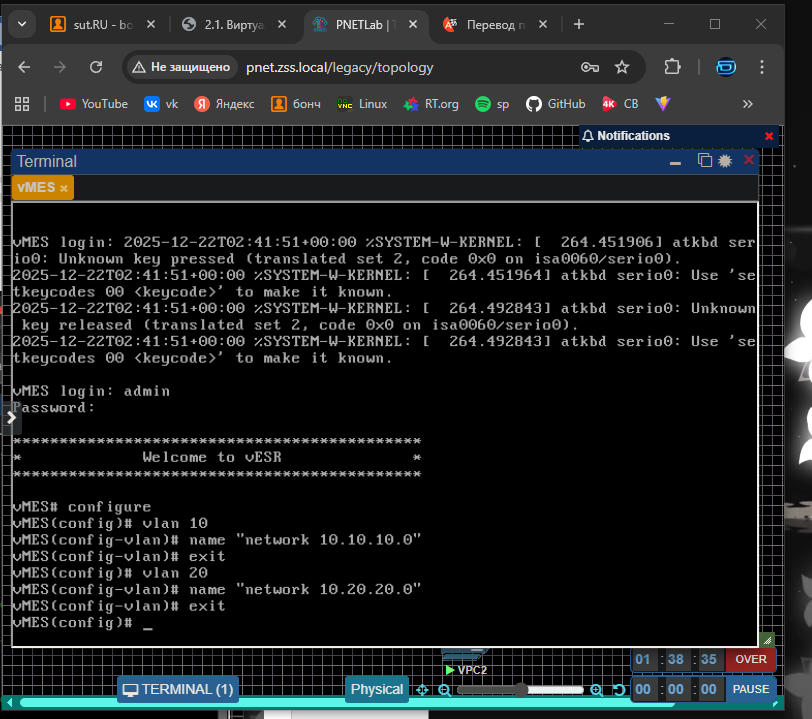 sut.RU - bo
2.1. Виртуа
PNETLab | T
Перевод п
Не защищено
pnet.zss.local/legacy/topology
YouTube
vk
Яндекс
бонч
Linux
RT.org
sp
GitHub
СВ
Notifications
Terminal
vMES
vMES login: 2025-12-22T02:41:51+00:00 %SYSTEM-W-KERNEL: [  264.451906] atkbd ser
io0: Unknown key pressed (translated set 2, code 0x0 on isa0060/serio0).
2025-12-22T02:41:51+00:00 %SYSTEM-W-KERNEL: [  264.451964] atkbd serio0: Use 'se
tkeycodes 00 <keycode>' to make it known.
2025-12-22T02:41:51+00:00 %SYSTEM-W-KERNEL: [  264.492843] atkbd serio0: Unknown
 key released (translated set 2, code 0x0 on isa0060/serio0).
2025-12-22T02:41:51+00:00 %SYSTEM-W-KERNEL: [  264.492843] atkbd serio0: Use 'se
tkeycodes 00 <keycode>' to make it known.
vMES login: admin
Password:
********************************************
*             Welcome to vESR              *
********************************************
vMES# configure
vMES(config)# vlan 10
vMES(config-vlan)# name "network 10.10.10.0"
vMES(config-vlan)# exit
vMES(config)# vlan 20
vMES(config-vlan)# name "network 10.20.20.0"
vMES(config-vlan)# exit
vMES(config)# _
VPC2
01 : 38 : 35 OVER
TERMINAL (1)
Physical
00 : 00 : 00 PAUSE